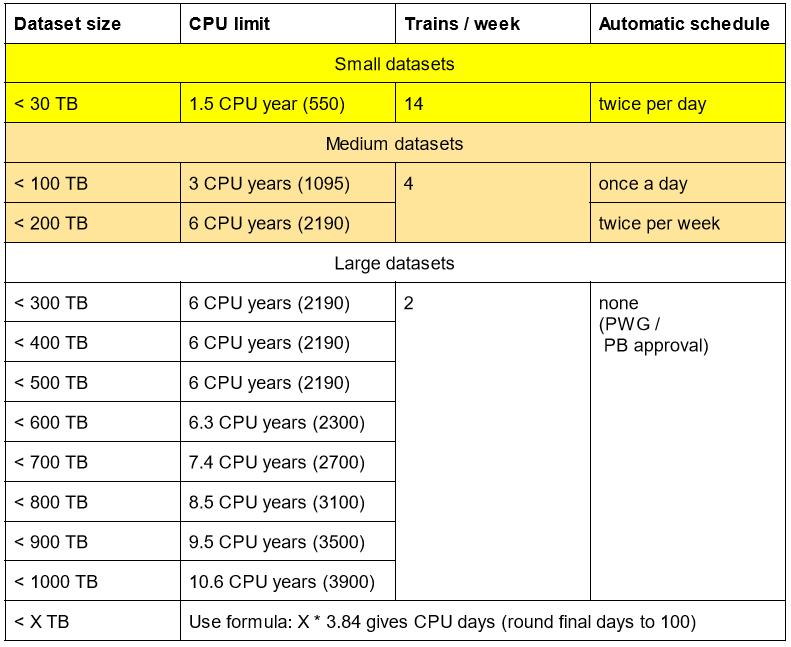 Dataset size CPU limit Trains / week Automatic schedule
Small datasets
< 30 TB 1.5 CPU year (550) 14 twice per day
Medium datasets
< 100 TB 3 CPU years (1095) 4 once a day
< 200 TB 6 CPU years (2190) twice per week
Large datasets
< 300 TB 6 CPU years (2190) 2 none
(PWG /
PB approval)
< 400 TB 6 CPU years (2190)
< 500 TB 6 CPU years (2190)
< 600 TB 6.3 CPU years (2300)
< 700 TB 7.4 CPU years (2700)
< 800 TB 8.5 CPU years (3100)
< 900 TB 9.5 CPU years (3500)
< 1000 TB 10.6 CPU years (3900)
< X TB Use formula: X * 3.84 gives CPU days (round final days to 100)